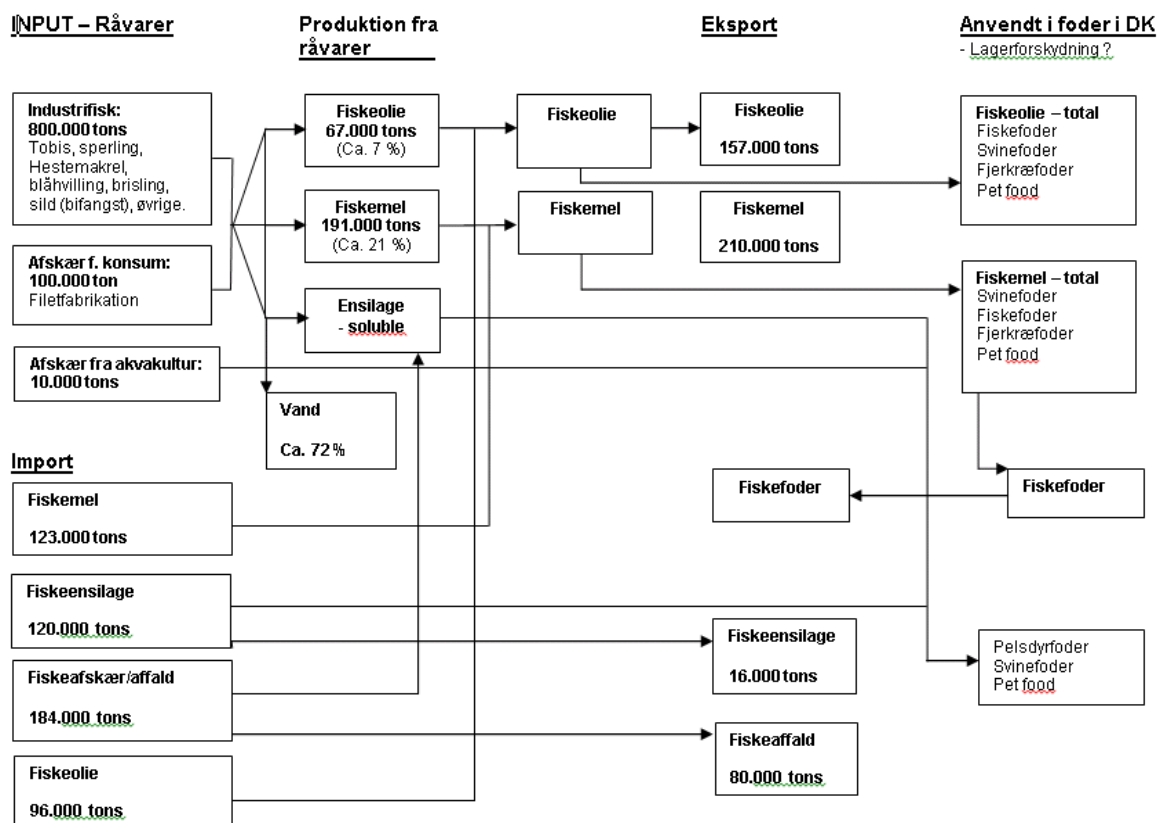 INPUT – Råvarer
Produktion fra
råvarer
Eksport
Anvendt i foder i DK
- Lagerforskydning ?
Industrifisk:
800.000 tons
Tobis, sperling,
Hestemakrel,
blåhvilling, brisling,
sild (bifangst), øvrige.
Fiskeolie
67.000 tons
(Ca. 7 %)
Fiskeolie
Fiskeolie
157.000 tons
Fiskeolie – total
Fiskefoder
Svinefoder
Fjerkræfoder
Pet food
Fiskemel
191.000 tons
(Ca. 21 %)
Fiskemel
Fiskemel
210.000 tons
Afskær f. konsum:
100.000 ton
Filetfabrikation
Fiskemel – total
Svinefoder
Fiskefoder
Fjerkræfoder
Pet food
Ensilage
- soluble
Afskær fra akvakultur:
10.000 tons
Vand
Ca. 72 %
Import
Fiskemel
123.000 tons
Fiskefoder
Fiskefoder
Fiskeensilage
120.000 tons
Fiskeensilage
16.000 tons
Pelsdyrfoder
Svinefoder
Pet food
Fiskeafskær/affald
184.000 tons
Fiskeaffald
80.000 tons
Fiskeolie
96.000 tons